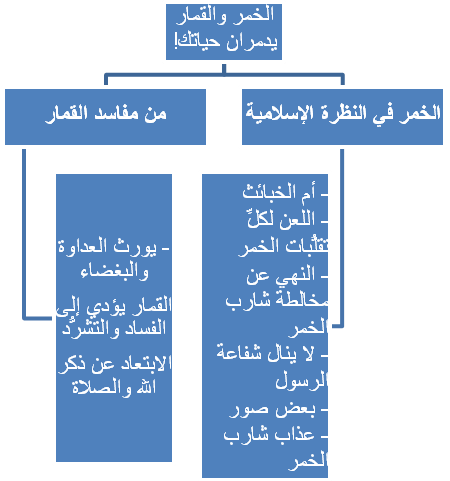 الخمر والقمار
يدمران حياتك!
الخمر في النظرة الإسلامية
من مفاسد القمار
- أم الخبائث
- اللعن لكلِّ
تقلُّبات الخمر
- النهي عن
مخالطة شارب
الخمر
- لا ينال شفاعة
الرسول
- بعض صور
- عذاب شارب
الخمر
- يورث العداوة
والبغضاء
القمار يؤدي إلى
الفساد والتشرُّد
الابتعاد عن ذكر
الله والصلاة